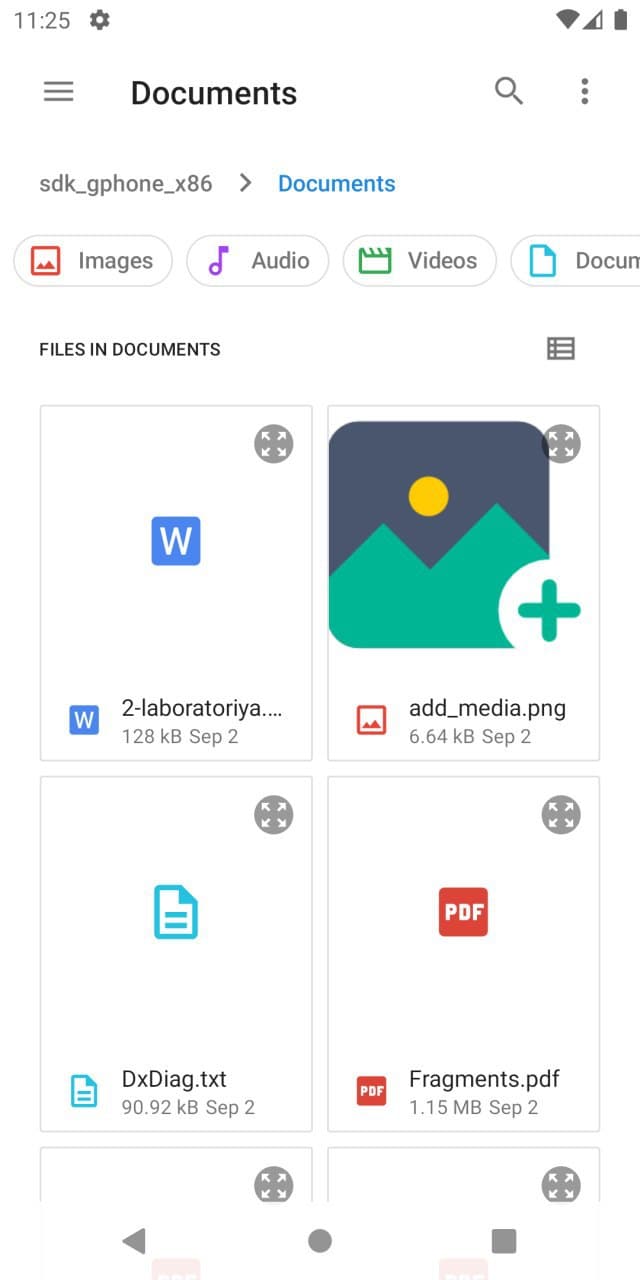 11:25
Documents
sdk_gphone_x86 > Documents
Images Audio Videos Docum
FILES IN DOCUMENTS
W
W 2-laboratoriya....
128 kB Sep 2
add_media.png
6.64 kB Sep 2
PDF
DxDiag.txt
90.92 kB Sep 2
PDF Fragments.pdf
1.15 MB Sep 2
PDF PDF